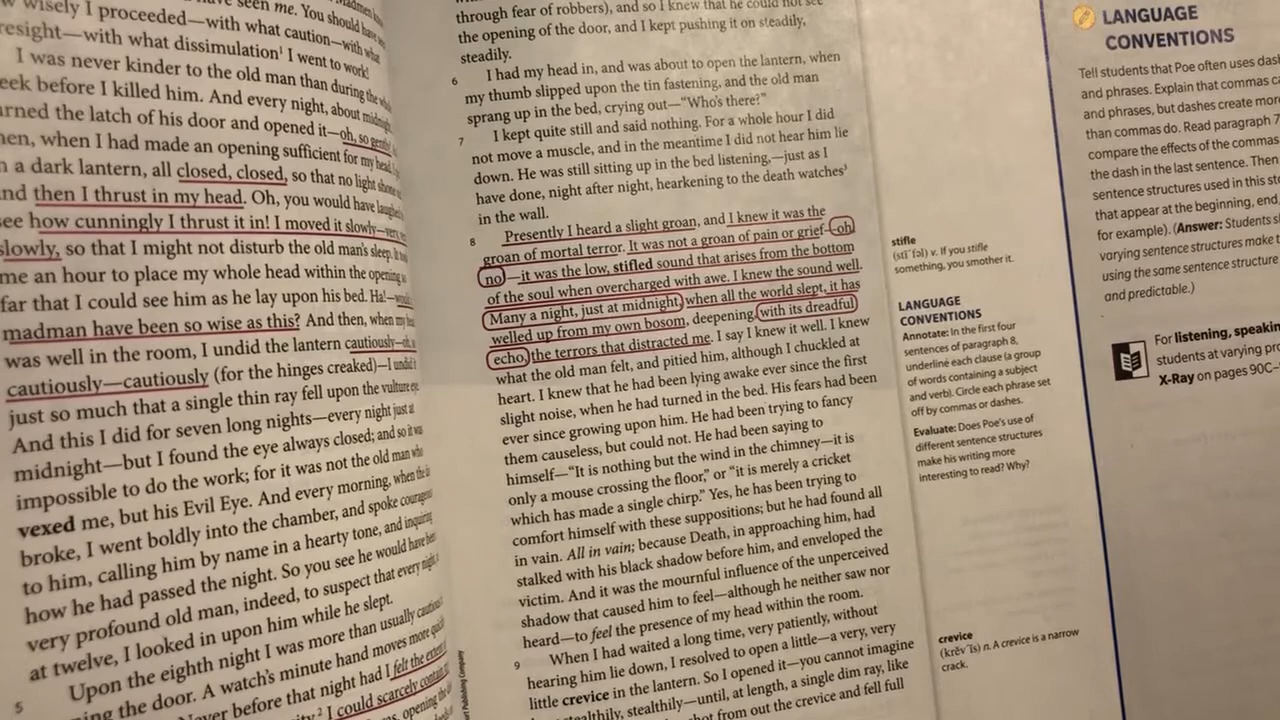 seen me. You should have
wisely I proceeded—with what caution—with what
resight—with what dissimulation¹ I went to work!
I was never kinder to the old man than during the whole
eek before I killed him. And every night, about midnight,
urned the latch of his door and opened it—oh, so gently!
en, when I had made an opening sufficient for my head,
n a dark lantern, all closed, closed, so that no light shone
nd then I thrust in my head. Oh, you would have laughed
see how cunningly I thrust it in! I moved it slowly—very,
slowly, so that I might not disturb the old man's sleep. It took
me an hour to place my whole head within the opening so
far that I could see him as he lay upon his bed. Ha!—would
madman have been so wise as this? And then, when my head
was well in the room, I undid the lantern cautiously—oh, so
cautiously—cautiously (for the hinges creaked)—I undid it
just so much that a single thin ray fell upon the vulture eye.
And this I did for seven long nights—every night just at
midnight—but I found the eye always closed; and so it was
impossible to do the work; for it was not the old man who
vexed me, but his Evil Eye. And every morning, when the day
broke, I went boldly into the chamber, and spoke courageously
to him, calling him by name in a hearty tone, and inquiring
how he had passed the night. So you see he would have been
very profound old man, indeed, to suspect that every night,
at twelve, I looked in upon him while he slept.
5 Upon the eighth night I was more than usually cautious
ning the door. A watch's minute hand moves more quickly
Never before that night had I felt the extent
² I could scarcely contain
opening the
through fear of robbers), and so I knew that he could not see
the opening of the door, and I kept pushing it on steadily,
steadily.
6 I had my head in, and was about to open the lantern, when
my thumb slipped upon the tin fastening, and the old man
sprang up in the bed, crying out—“Who's there?”
7 I kept quite still and said nothing. For a whole hour I did
not move a muscle, and in the meantime I did not hear him lie
down. He was still sitting up in the bed listening,—just as I
have done, night after night, hearkening to the death watches³
in the wall.
8 Presently I heard a slight groan, and I knew it was the
groan of mortal terror. It was not a groan of pain or grief—oh,
no!—it was the low, stifled sound that arises from the bottom
of the soul when overcharged with awe. I knew the sound well.
Many a night, just at midnight, when all the world slept, it has
welled up from my own bosom, deepening, with its dreadful
echo, the terrors that distracted me. I say I knew it well. I knew
what the old man felt, and pitied him, although I chuckled at
heart. I knew that he had been lying awake ever since the first
slight noise, when he had turned in the bed. His fears had been
ever since growing upon him. He had been trying to fancy
them causeless, but could not. He had been saying to
himself—“It is nothing but the wind in the chimney—it is
only a mouse crossing the floor,” or “it is merely a cricket
which has made a single chirp.” Yes, he has been trying to
comfort himself with these suppositions; but he had found all
in vain. All in vain; because Death, in approaching him, had
stalked with his black shadow before him, and enveloped the
victim. And it was the mournful influence of the unperceived
shadow that caused him to feel—although he neither saw nor
heard—to feel the presence of my head within the room.
9 When I had waited a long time, very patiently, without
hearing him lie down, I resolved to open a little—a very, very
little crevice in the lantern. So I opened it—you cannot imagine
stealthily, stealthily—until, at length, a single dim ray, like
shot from out the crevice and fell full
Publishing Company
stifle
(stī´fəl) v. If you stifle
something, you smother it.
LANGUAGE
CONVENTIONS
Annotate: In the first four
sentences of paragraph 8,
underline each clause (a group
of words containing a subject
and verb). Circle each phrase set
off by commas or dashes.
Evaluate: Does Poe's use of
different sentence structures
make his writing more
interesting to read? Why?
crevice
(krĕv´ĭs) n. A crevice is a narrow
crack.
LANGUAGE
CONVENTIONS
Tell students that Poe often uses das
and phrases. Explain that commas ca
and phrases, but dashes create mor
than commas do. Read paragraph 7
compare the effects of the commas
the dash in the last sentence. Then
sentence structures used in this sto
that appear at the beginning, end,
for example). (Answer: Students s
varying sentence structures make t
using the same sentence structure
and predictable.)
For listening, speakin
students at varying pro
X-Ray on pages 90C–